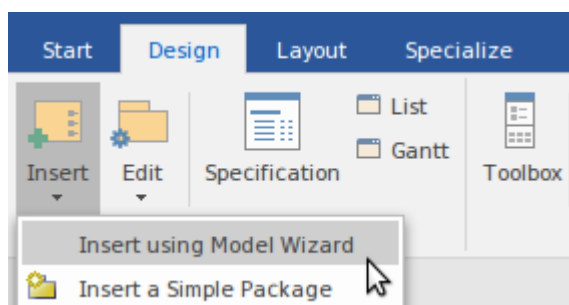 Start Design Layout Specialize
List
Gantt
Insert Edit Specification Toolbox
Insert using Model Wizard
Insert a Simple Package